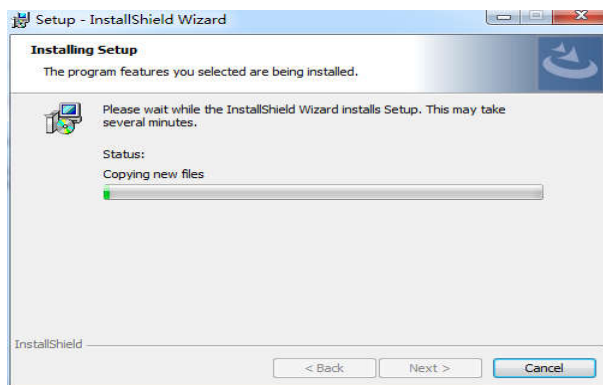 Setup - InstallShield Wizard
Installing Setup
The program features you selected are being installed.
Please wait while the InstallShield Wizard installs Setup. This may take
several minutes.
Status:
Copying new files
InstallShield
< Back Next > Cancel